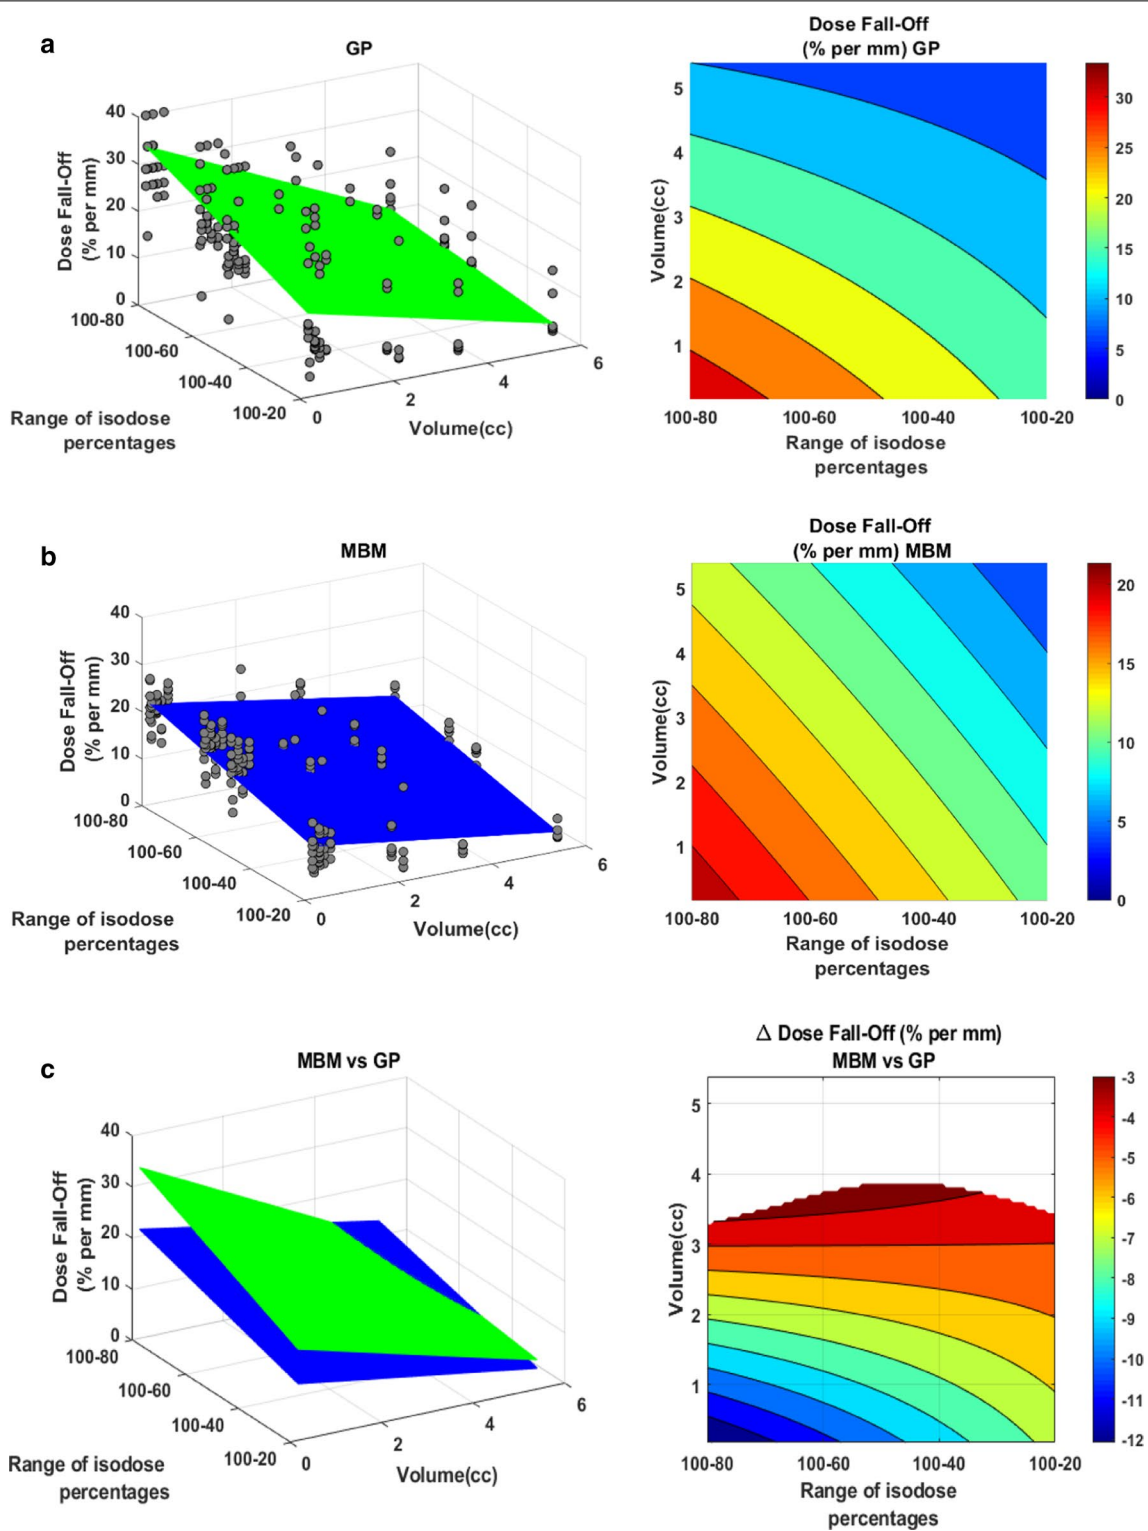 a
GP
Dose Fall-Off
(% per mm)
40
30
20
10
0
100-80
100-60
100-40
100-20
Range of isodose
percentages
0
2
4
6
Volume(cc)
Dose Fall-Off
(% per mm) GP
Volume(cc)
5
4
3
2
1
100-80
100-60
100-40
100-20
Range of isodose
percentages
30
25
20
15
10
5
0
b
MBM
Dose Fall-Off
(% per mm)
40
30
20
10
0
100-80
100-60
100-40
100-20
Range of isodose
percentages
0
2
4
6
Volume(cc)
Dose Fall-Off
(% per mm) MBM
Volume(cc)
5
4
3
2
1
100-80
100-60
100-40
100-20
Range of isodose
percentages
20
15
10
5
0
c
MBM vs GP
Dose Fall-Off
(% per mm)
40
30
20
10
0
100-80
100-60
100-40
100-20
Range of isodose
percentages
0
2
4
6
Volume(cc)
Δ Dose Fall-Off (% per mm)
MBM vs GP
Volume(cc)
5
4
3
2
1
100-80
100-60
100-40
100-20
Range of isodose
percentages
-3
-4
-5
-6
-7
-8
-9
-10
-11
-12